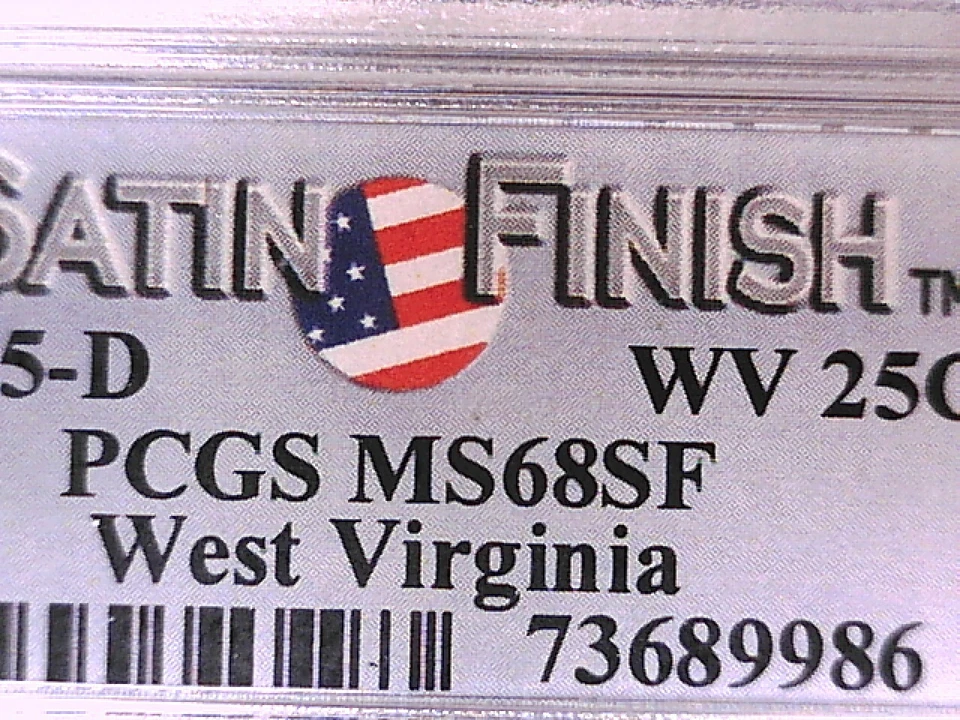 SATIN FINISH TM
5-D WV 25C
PCGS MS68SF
West Virginia
73689986